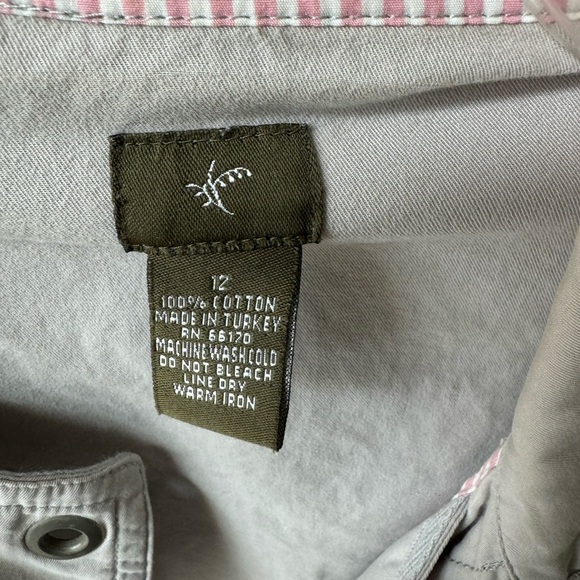 12
100% COTTON
MADE IN TURKEY
RN 66170
MACHINE WASH COLD
DO NOT BLEACH
LINE DRY
WARM IRON